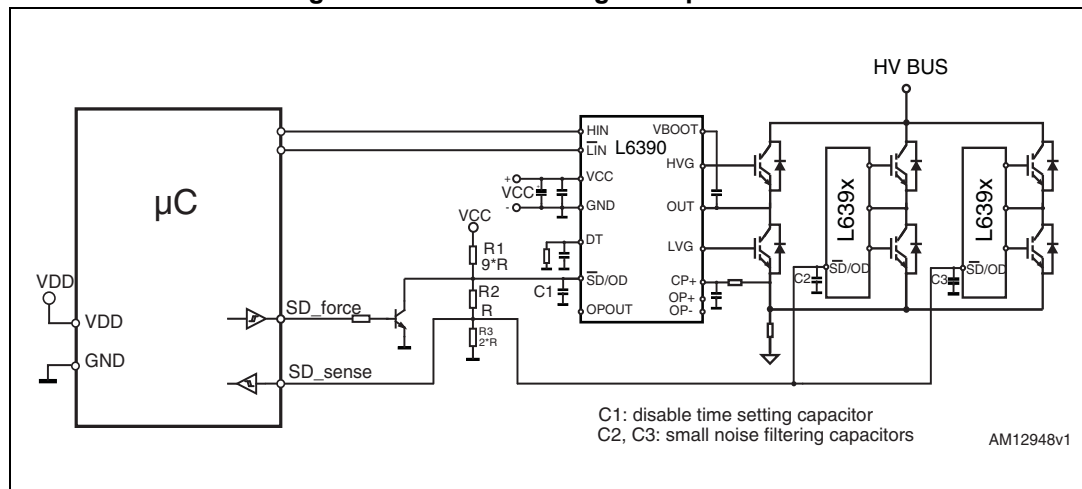 HV BUS
µC
HIN
VBOOT
L6390
LIN
HVG
VCC
VCC
+
-
GND
OUT
VCC
DT
LVG
R1
9*R
SD/OD
CP+
C1
R2
R
OP+
OPOUT
OP-
R3
2*R
L639x
SD/OD
C2
L639x
SD/OD
C3
VDD
VDD
SD_force
GND
SD_sense
C1: disable time setting capacitor
C2, C3: small noise filtering capacitors
AM12948v1